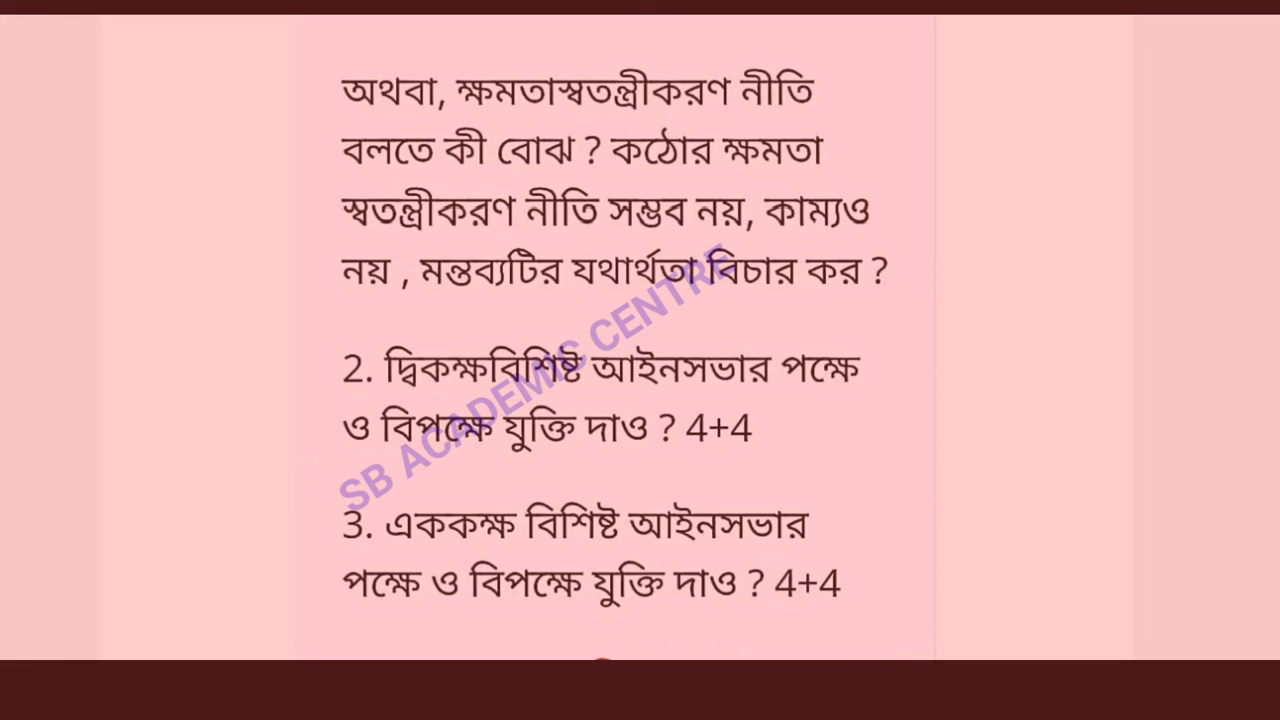 অথবা, ক্ষমতাস্বতন্ত্রীকরণ নীতি
বলতে কী বোঝ ? কঠোর ক্ষমতা
স্বতন্ত্রীকরণ নীতি সম্ভব নয়, কাম্যও
নয় , মন্তব্যটির যথার্থতা বিচার কর ?
2. দ্বিকক্ষবিশিষ্ট আইনসভার পক্ষে
ও বিপক্ষে যুক্তি দাও ? 4+4
SB ACADEMIC CENTRE
3. এককক্ষ বিশিষ্ট আইনসভার
পক্ষে ও বিপক্ষে যুক্তি দাও ? 4+4